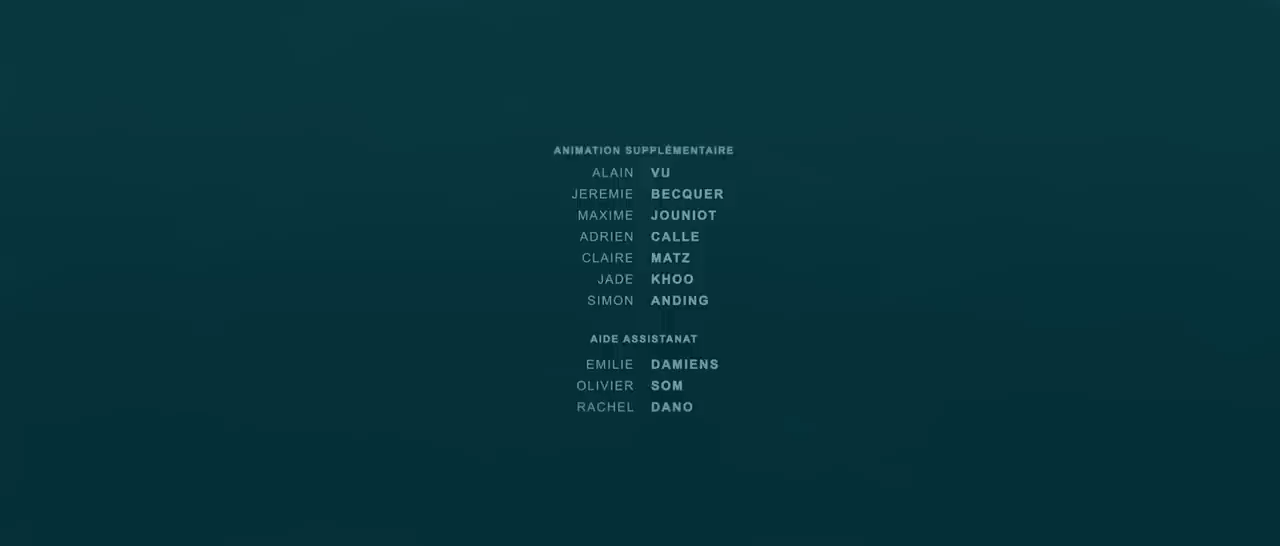 ANIMATION SUPPLÉMENTAIRE
ALAIN VU
JEREMIE BECQUER
MAXIME JOUNIOT
ADRIEN CALLE
CLAIRE MATZ
JADE KHOO
SIMON ANDING
AIDE ASSISTANAT
EMILIE DAMIENS
OLIVIER SOM
RACHEL DANO